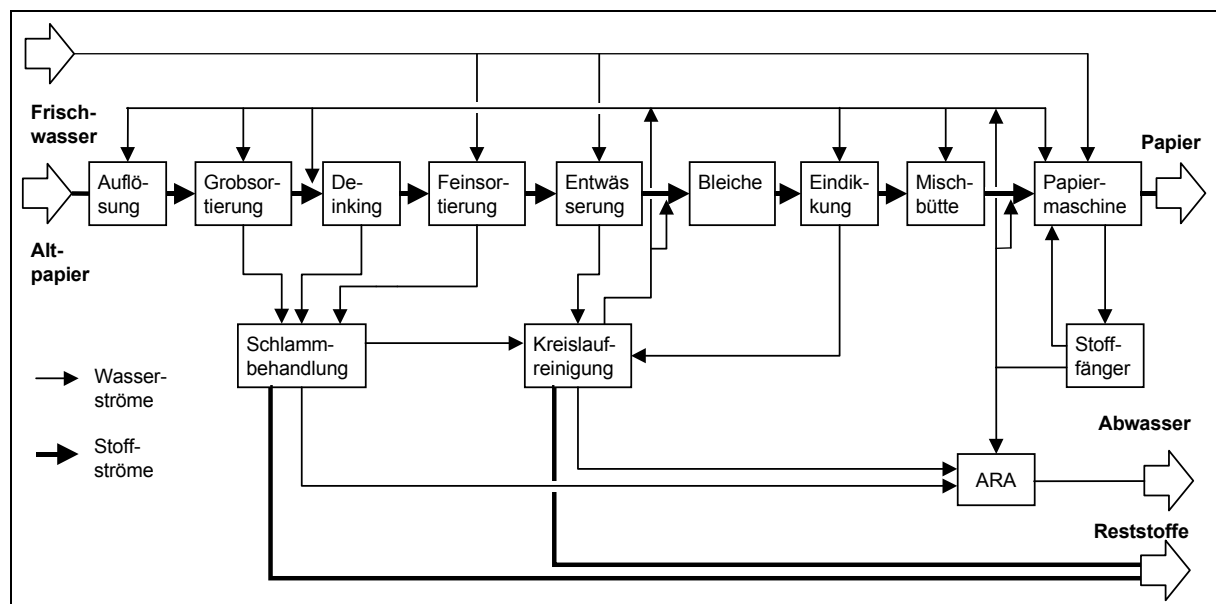 Frisch-
wasser
Papier
Auflö-
sung
Grobsor-
tierung
De-
inking
Feinsor-
tierung
Entwäs
serung
Bleiche
Eindik-
kung
Misch-
bütte
Papier-
maschine
Alt-
papier
Schlamm-
behandlung
Kreislauf-
reinigung
Stoff-
fänger
Wasser-
ströme
Stoff-
ströme
Abwasser
ARA
Reststoffe